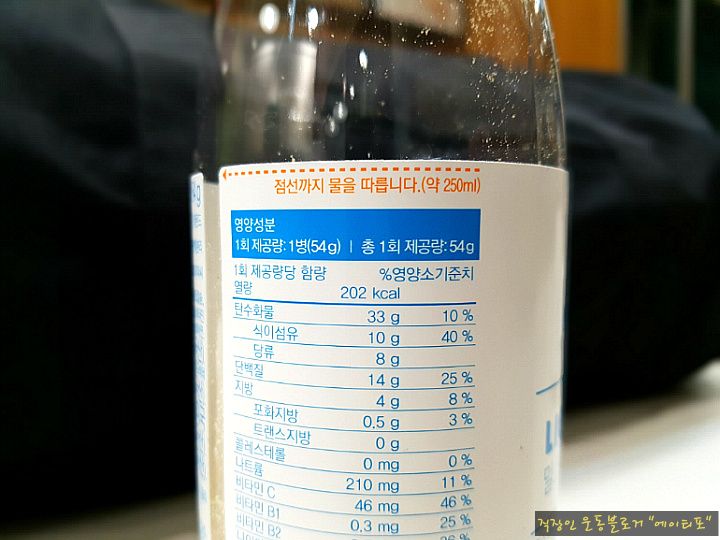 점선까지 물을 따릅니다.(약 250ml)
영양성분
1회 제공량: 1병(54g) | 총 1회 제공량: 54g
1회 제공량당 함량 %영양소기준치
열량 202 kcal
탄수화물 33 g 10 %
식이섬유 10 g 40 %
당류 8 g
단백질 14 g 25 %
지방 4 g 8 %
포화지방 0.5 g 3 %
트랜스지방 0 g
콜레스테롤 0 mg 0 %
나트륨 210 mg 11 %
비타민 C 46 mg 46 %
비타민 B1 0.3 mg 25 %
비타민 B2
직장인 운동블로거 "에이티포"